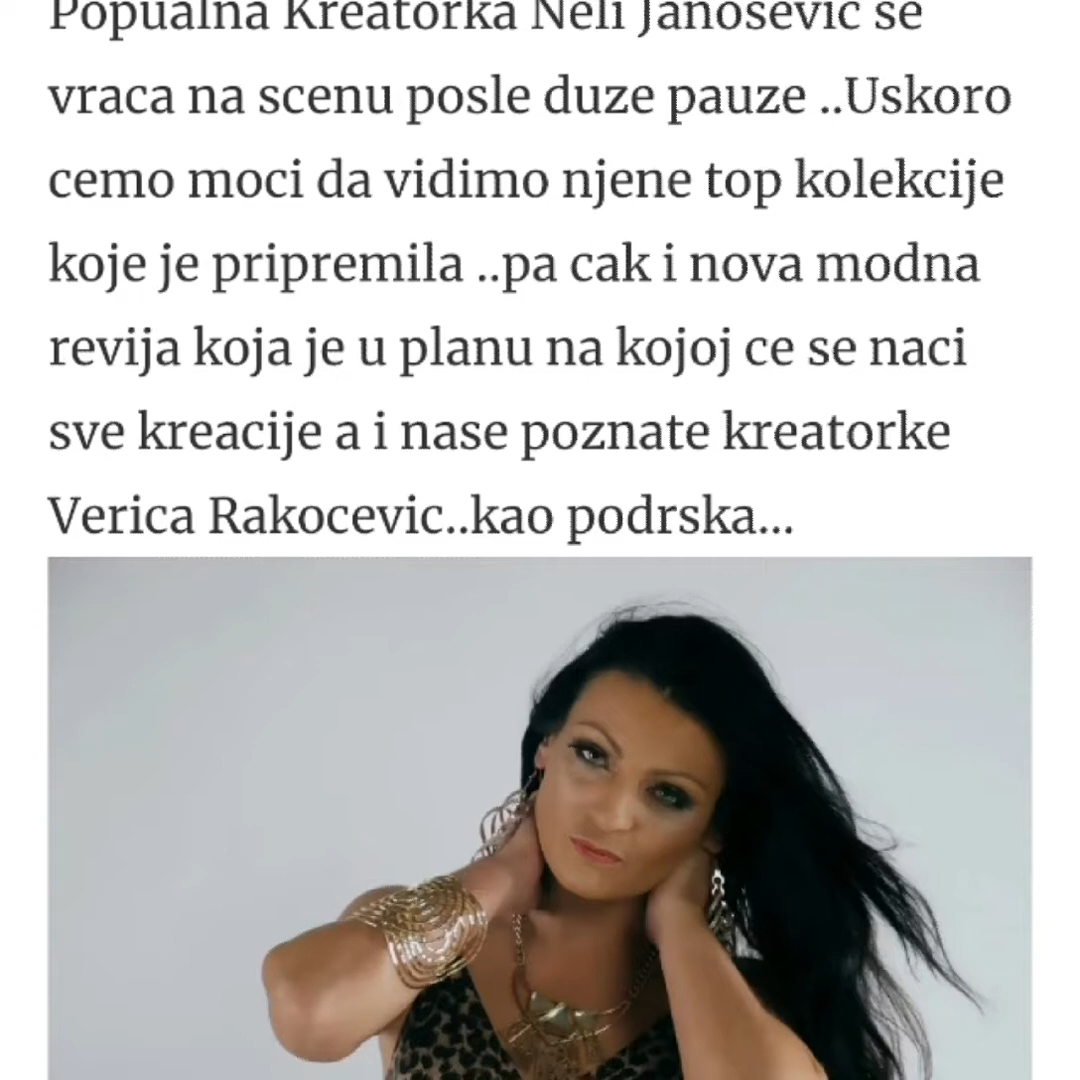 Popualna Kreatorka Neli Janosevic se
vraca na scenu posle duze pauze ..Uskoro
cemo moci da vidimo njene top kolekcije
koje je pripremila ..pa cak i nova modna
revija koja je u planu na kojoj ce se naci
sve kreacije a i nase poznate kreatorke
Verica Rakocevic..kao podrska...